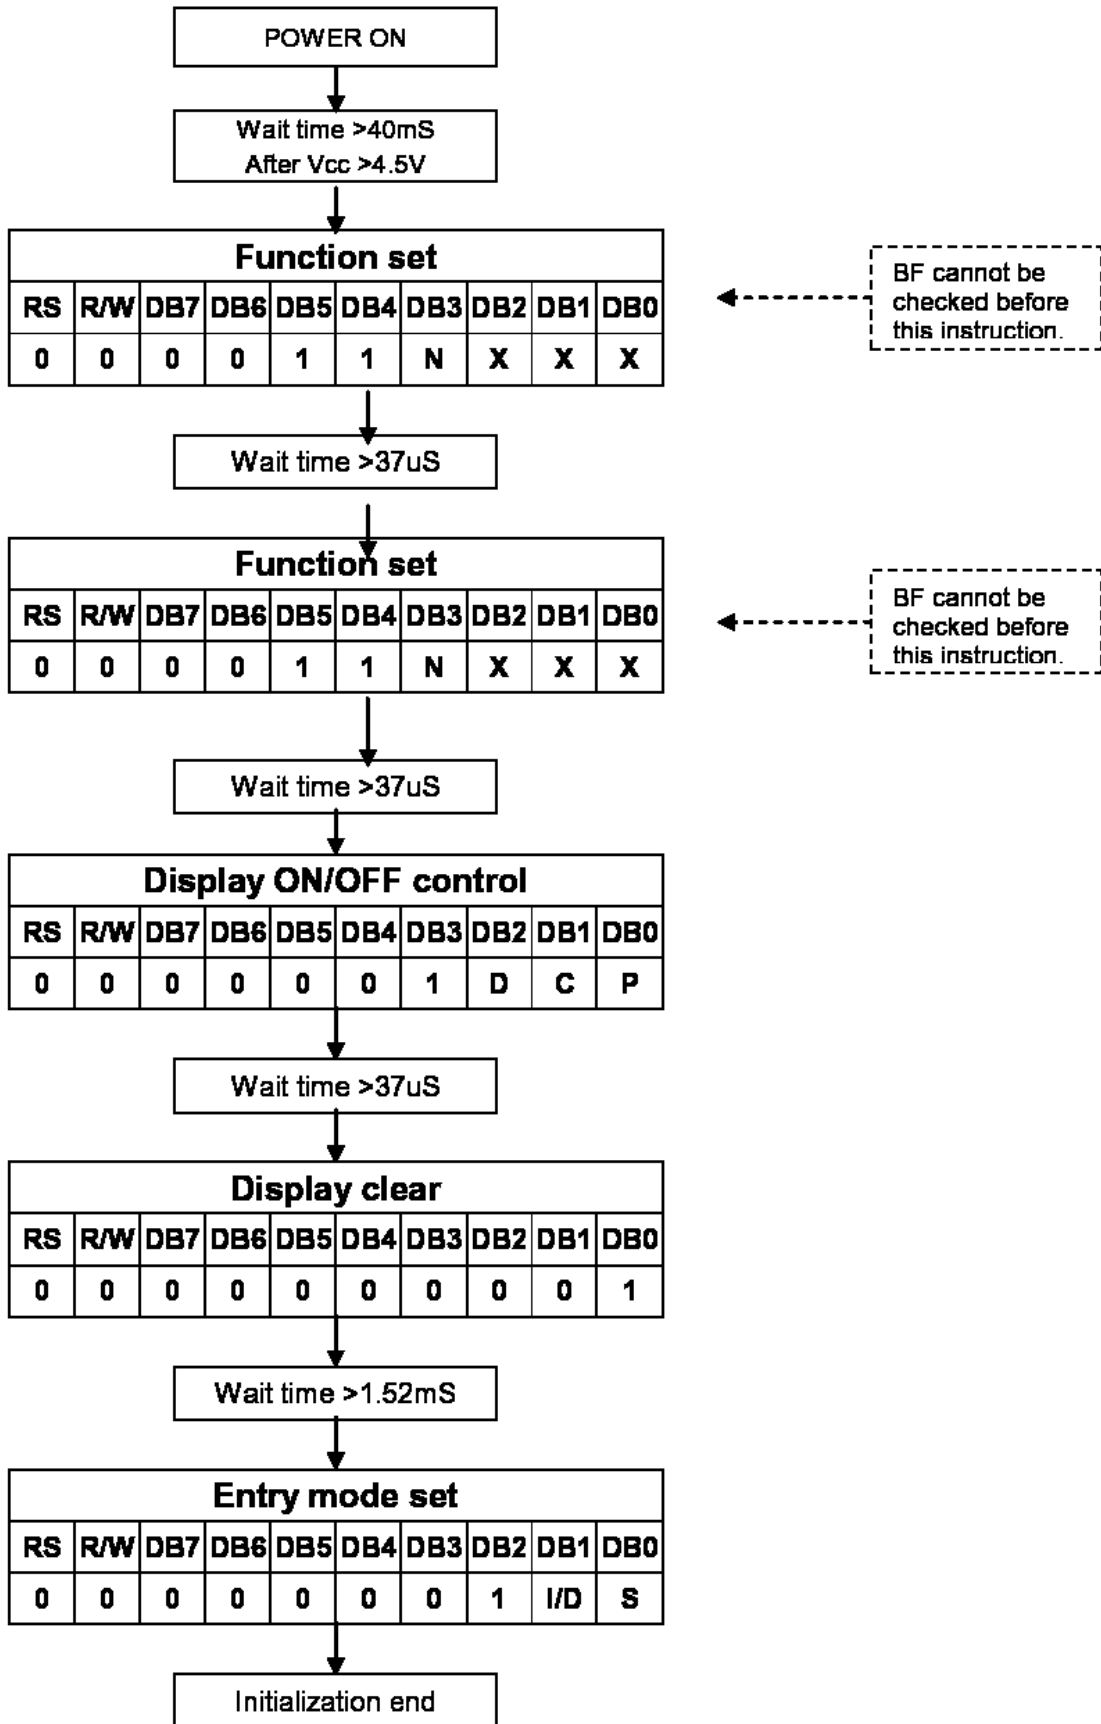 POWER ON
Wait time >40mS
After Vcc >4.5V
Function set
RS R/W DB7 DB6 DB5 DB4 DB3 DB2 DB1 DB0
0 0 0 0 1 1 N X X X
BF cannot be
checked before
this instruction.
Wait time >37uS
Function set
RS R/W DB7 DB6 DB5 DB4 DB3 DB2 DB1 DB0
0 0 0 0 1 1 N X X X
BF cannot be
checked before
this instruction.
Wait time >37uS
Display ON/OFF control
RS R/W DB7 DB6 DB5 DB4 DB3 DB2 DB1 DB0
0 0 0 0 0 0 1 D C P
Wait time >37uS
Display clear
RS R/W DB7 DB6 DB5 DB4 DB3 DB2 DB1 DB0
0 0 0 0 0 0 0 0 0 1
Wait time >1.52mS
Entry mode set
RS R/W DB7 DB6 DB5 DB4 DB3 DB2 DB1 DB0
0 0 0 0 0 0 0 1 I/D S
Initialization end